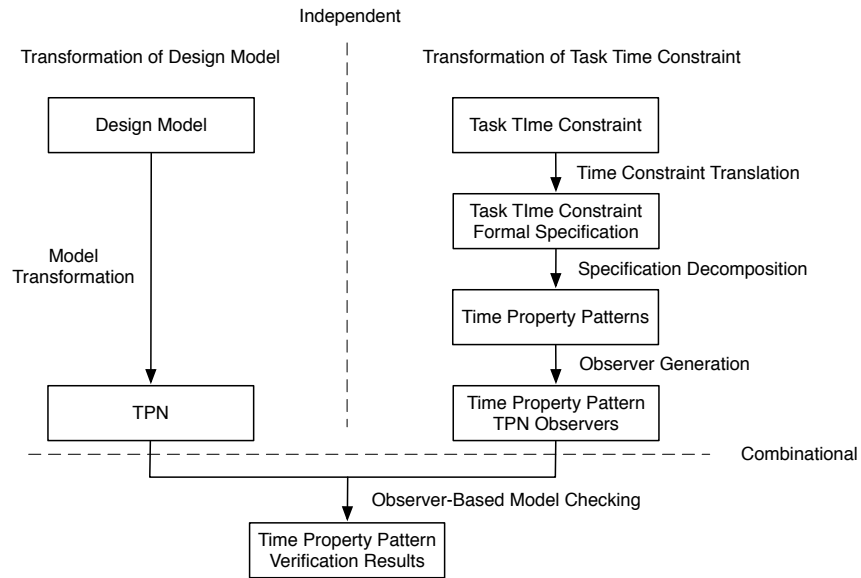 Independent
Transformation of Design Model
Transformation of Task Time Constraint
Design Model
Task TIme Constraint
Time Constraint Translation
Task TIme Constraint
Formal Specification
Model
Transformation
Specification Decomposition
Time Property Patterns
Observer Generation
TPN
Time Property Pattern
TPN Observers
Combinational
Observer-Based Model Checking
Time Property Pattern
Verification Results